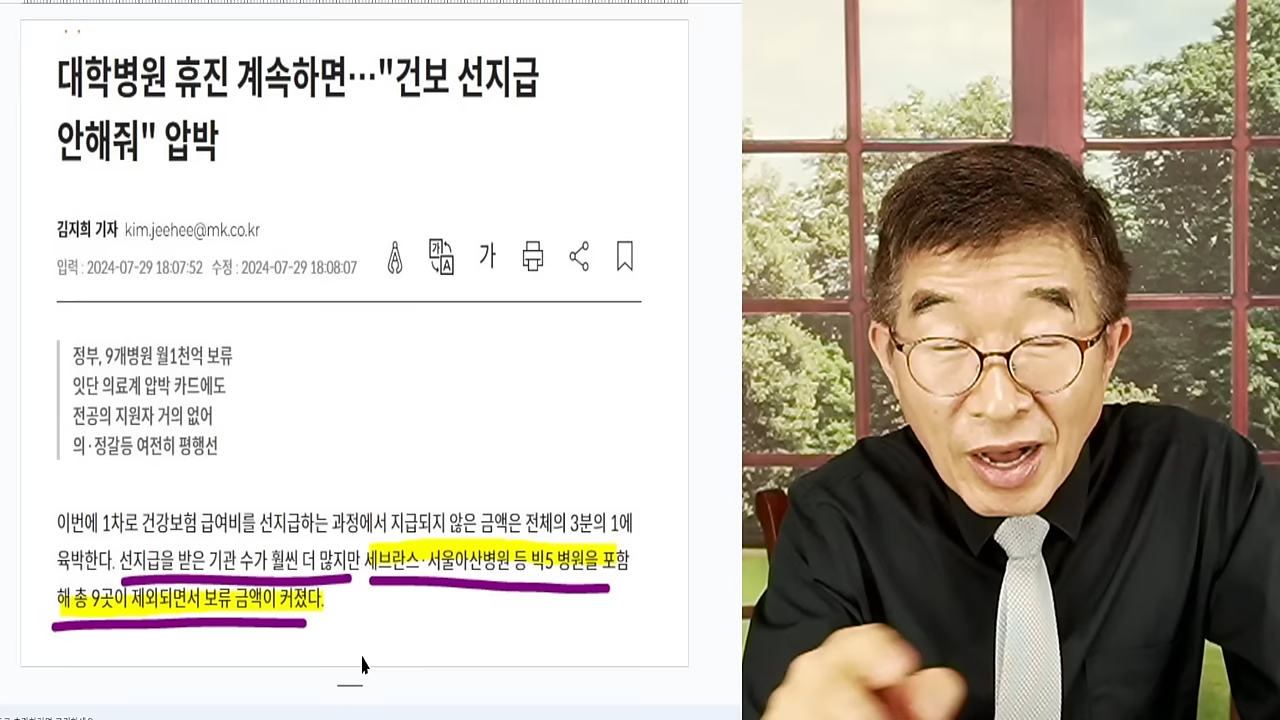 대학병원 휴진 계속하면…"건보 선지급
안해줘" 압박
김지희 기자 kim.jeehee@mk.co.kr
입력 : 2024-07-29 18:07:52 수정 : 2024-07-29 18:08:07
가
A
가
정부, 9개병원 월1천억 보류
잇단 의료계 압박 카드에도
전공의 지원자 거의 없어
의·정갈등 여전히 평행선
이번에 1차로 건강보험 급여비를 선지급하는 과정에서 지급되지 않은 금액은 전체의 3분의 1에
육박한다. 선지급을 받은 기관 수가 훨씬 더 많지만 세브란스·서울아산병원 등 빅5 병원을 포함
해 총 9곳이 제외되면서 보류 금액이 커졌다.